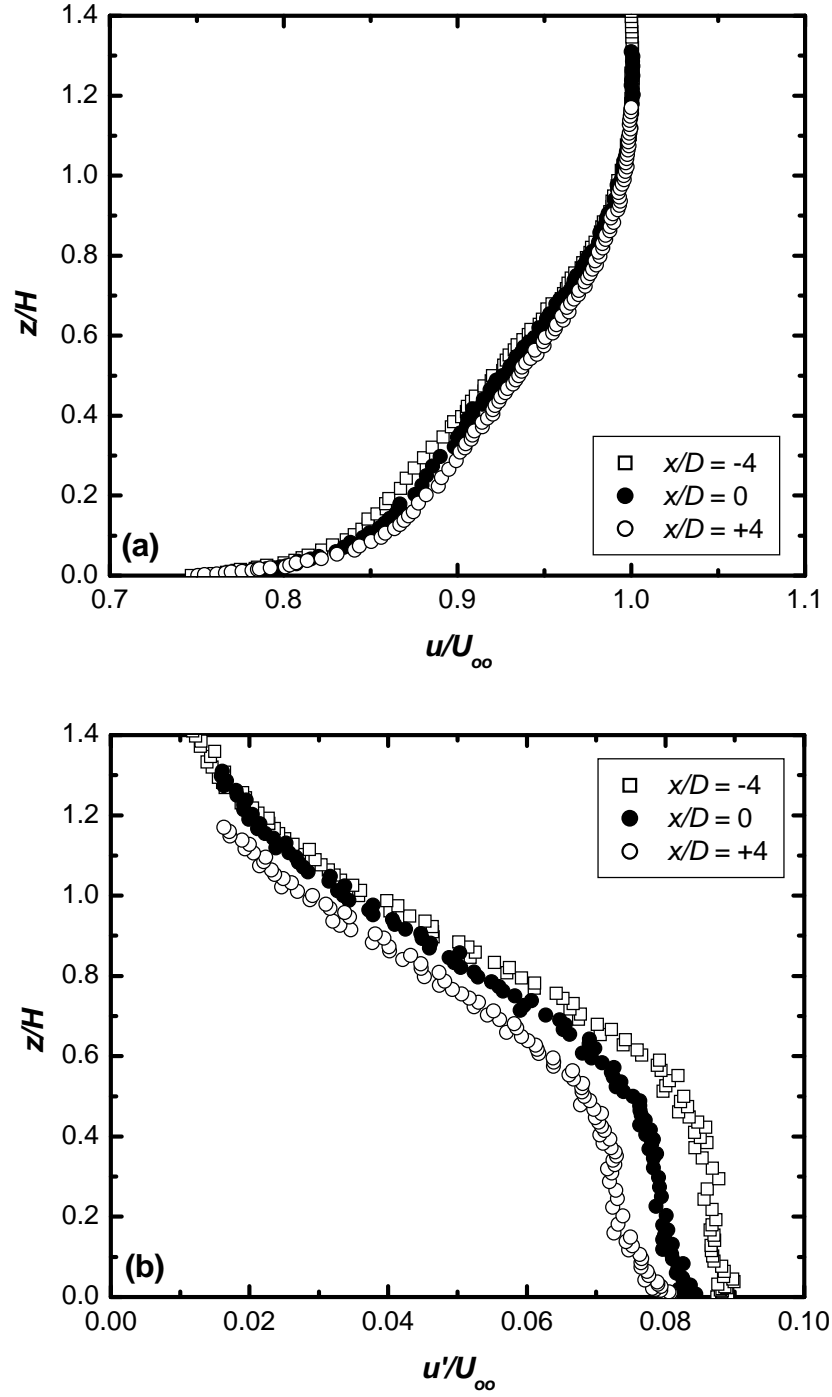 1.4
1.2
1.0
0.8
0.6
0.4
0.2
0.0
z/H
(a)
x/D = -4
x/D = 0
x/D = +4
0.7 0.8 0.9 1.0 1.1
u/U∞
1.4
1.2
1.0
0.8
0.6
0.4
0.2
0.0
z/H
x/D = -4
x/D = 0
x/D = +4
(b)
0.00 0.02 0.04 0.06 0.08 0.10
u'/U∞